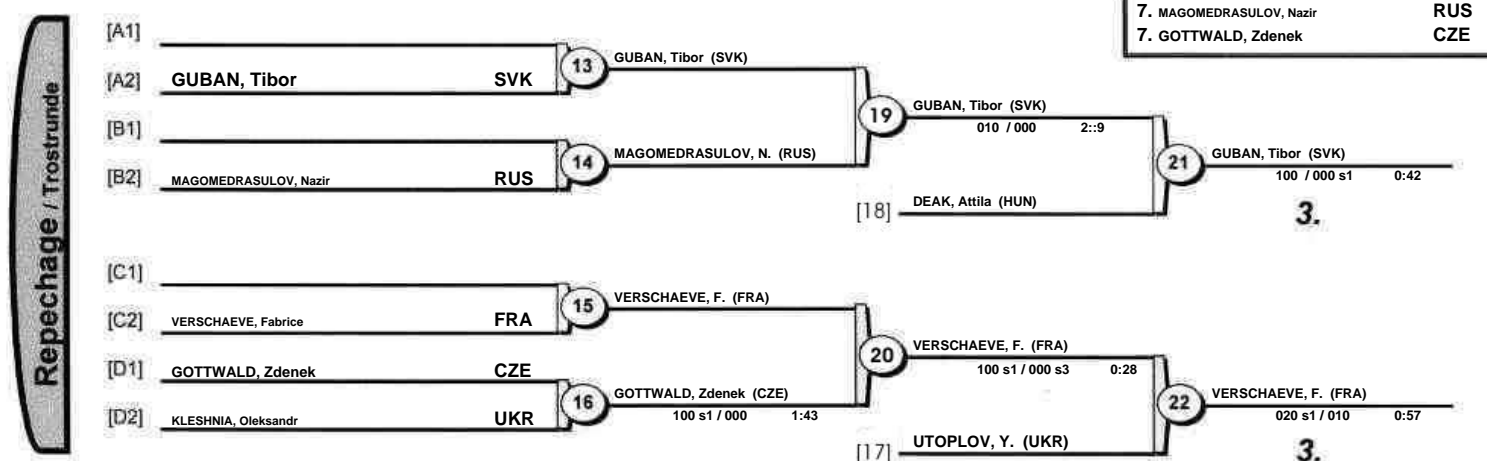 7. MAGOMEDRASULOV, Nazir RUS
7. GOTTWALD, Zdenek CZE
Repechage / Trostrunde
[A1]
[A2] GUBAN, Tibor SVK
13 GUBAN, Tibor (SVK)
[B1]
[B2] MAGOMEDRASULOV, Nazir RUS
14 MAGOMEDRASULOV, N. (RUS)
19 GUBAN, Tibor (SVK)
010 / 000 2::9
[18] DEAK, Attila (HUN)
21 GUBAN, Tibor (SVK)
100 / 000 s1 0:42
3.
[C1]
[C2] VERSCHAEVE, Fabrice FRA
15 VERSCHAEVE, F. (FRA)
[D1] GOTTWALD, Zdenek CZE
[D2] KLESHNIA, Oleksandr UKR
16 GOTTWALD, Zdenek (CZE)
100 s1 / 000 1:43
20 VERSCHAEVE, F. (FRA)
100 s1 / 000 s3 0:28
[17] UTOPLOV, Y. (UKR)
22 VERSCHAEVE, F. (FRA)
020 s1 / 010 0:57
3.